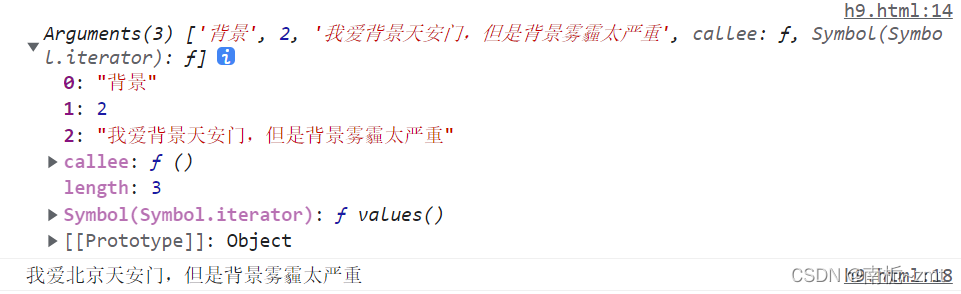 h9.html:14
Arguments(3) ['背景', 2, '我爱背景天安门，但是背景雾霾太严重', callee: ƒ, Symbol(Symbo
l.iterator): ƒ]
0: "背景"
1: 2
2: "我爱背景天安门，但是背景雾霾太严重"
callee: ƒ ()
length: 3
Symbol(Symbol.iterator): ƒ values()
[[Prototype]]: Object
我爱北京天安门，但是背景雾霾太严重
h9.html:18